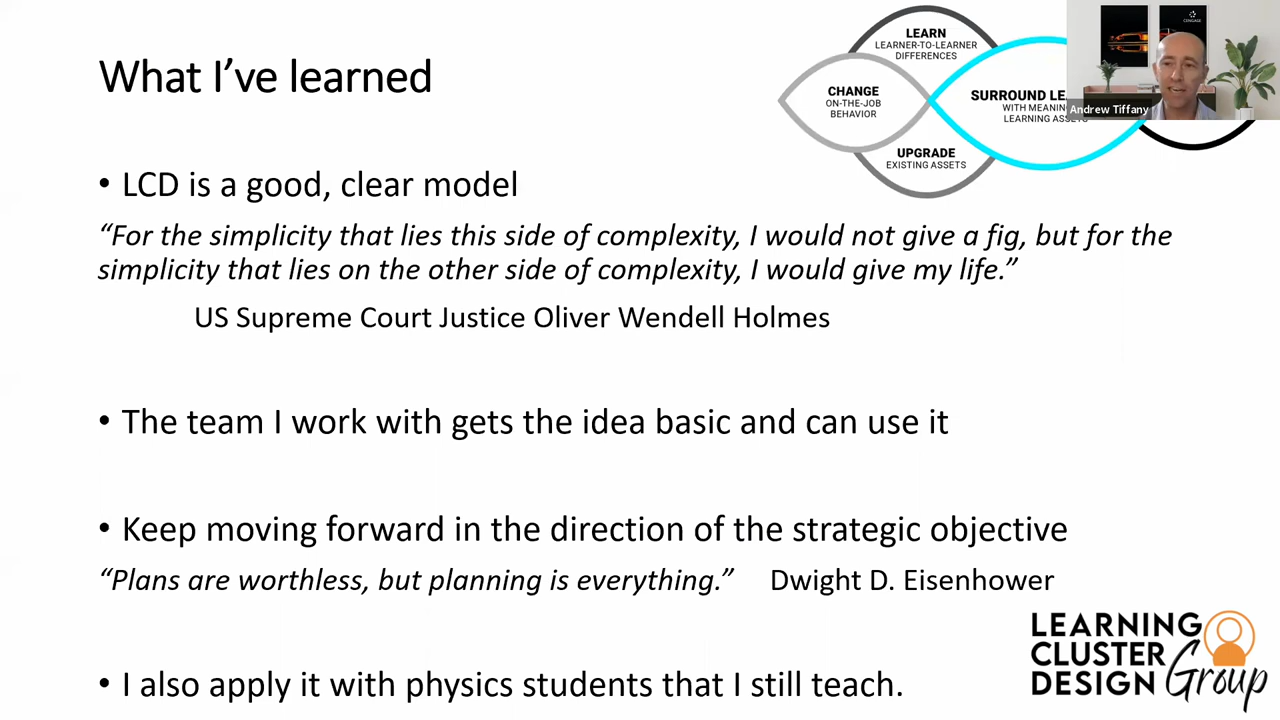 What I've learned
LEARN
LEARNER-TO-LEARNER
DIFFERENCES
CHANGE
ON-THE-JOB
BEHAVIOR
SURROUND
WITH
LEARNING ASSETS
UPGRADE
EXISTING ASSETS
CENGAGE
Andrew Tiffany
• LCD is a good, clear model
“For the simplicity that lies this side of complexity, I would not give a fig, but for the
simplicity that lies on the other side of complexity, I would give my life.”
US Supreme Court Justice Oliver Wendell Holmes
• The team I work with gets the idea basic and can use it
• Keep moving forward in the direction of the strategic objective
“Plans are worthless, but planning is everything.” Dwight D. Eisenhower
• I also apply it with physics students that I still teach.
LEARNING
CLUSTER
DESIGN Group